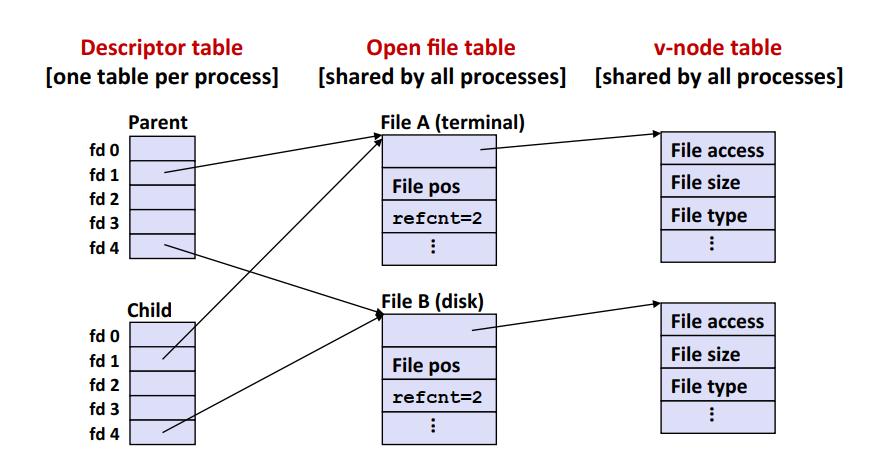 Descriptor table
[one table per process]
Open file table
[shared by all processes]
v-node table
[shared by all processes]
Parent
fd 0
fd 1
fd 2
fd 3
fd 4
Child
fd 0
fd 1
fd 2
fd 3
fd 4
File A (terminal)
File pos
refcnt=2
⋮
File B (disk)
File pos
refcnt=2
⋮
File access
File size
File type
⋮
File access
File size
File type
⋮